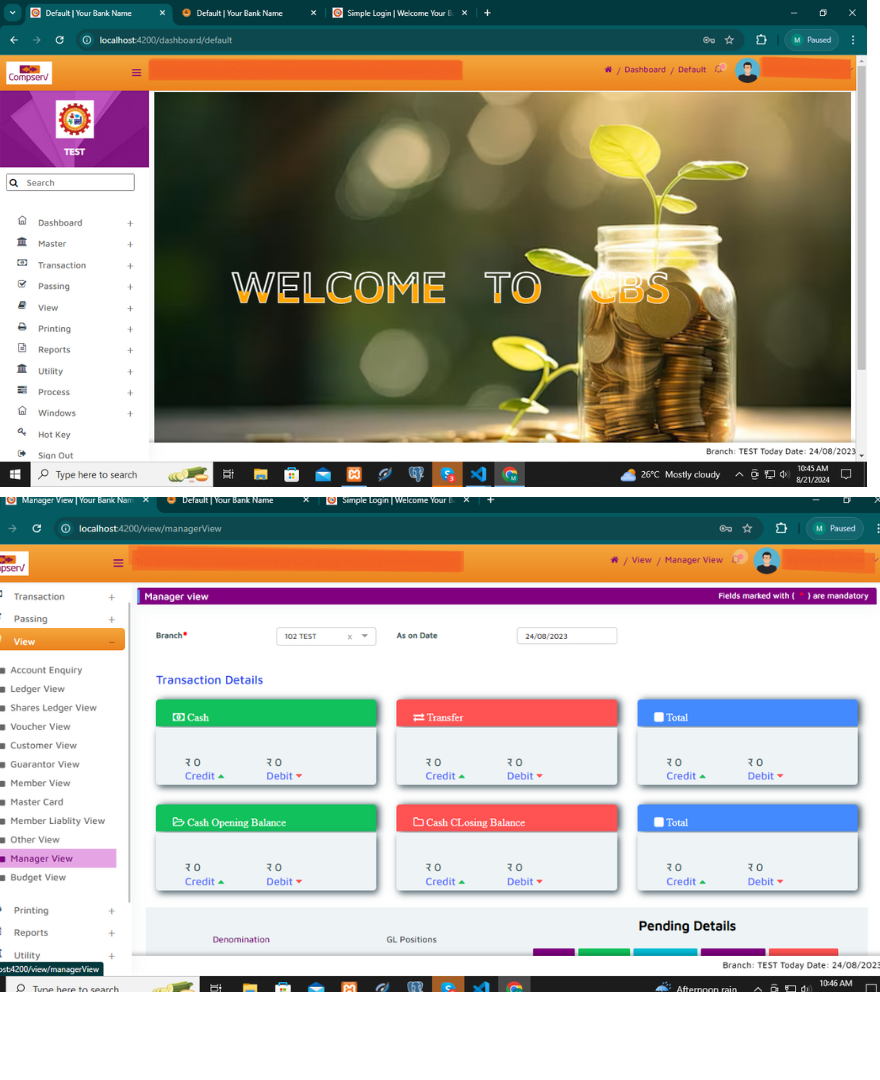 Default | Your Bank Name × Default | Your Bank Name × Simple Login | Welcome Your B × +
localhost:4200/dashboard/default M Paused
Compserv / Dashboard / Default
TEST
Search
Dashboard +
Master +
Transaction +
Passing +
View +
Printing +
Reports +
Utility +
Process +
Windows +
Hot Key
Sign Out
WELCOME TO CBS
Branch: TEST Today Date: 24/08/2023
Type here to search 26°C Mostly cloudy 10:45 AM
8/21/2024
Manager View | Your Bank Nam × Default | Your Bank Name × Simple Login | Welcome Your B × +
localhost:4200/view/managerView M Paused
mpserv / View / Manager View
Transaction +
Passing +
View −
Account Enquiry
Ledger View
Shares Ledger View
Voucher View
Customer View
Guarantor View
Member View
Master Card
Member Liablity View
Other View
Manager View
Budget View
Printing +
Reports +
Utility +
ost:4200/view/managerView
Manager view Fields marked with ( * ) are mandatory
Branch* 102 TEST × As on Date 24/08/2023
Transaction Details
Cash Transfer Total
₹ 0 ₹ 0 ₹ 0 ₹ 0 ₹ 0 ₹ 0
Credit Debit Credit Debit Credit Debit
Cash Opening Balance Cash CLosing Balance Total
₹ 0 ₹ 0 ₹ 0 ₹ 0 ₹ 0 ₹ 0
Credit Debit Credit Debit Credit Debit
Pending Details
Denomination GL Positions
Branch: TEST Today Date: 24/08/2023
Type here to search Afternoon rain 10:46 AM